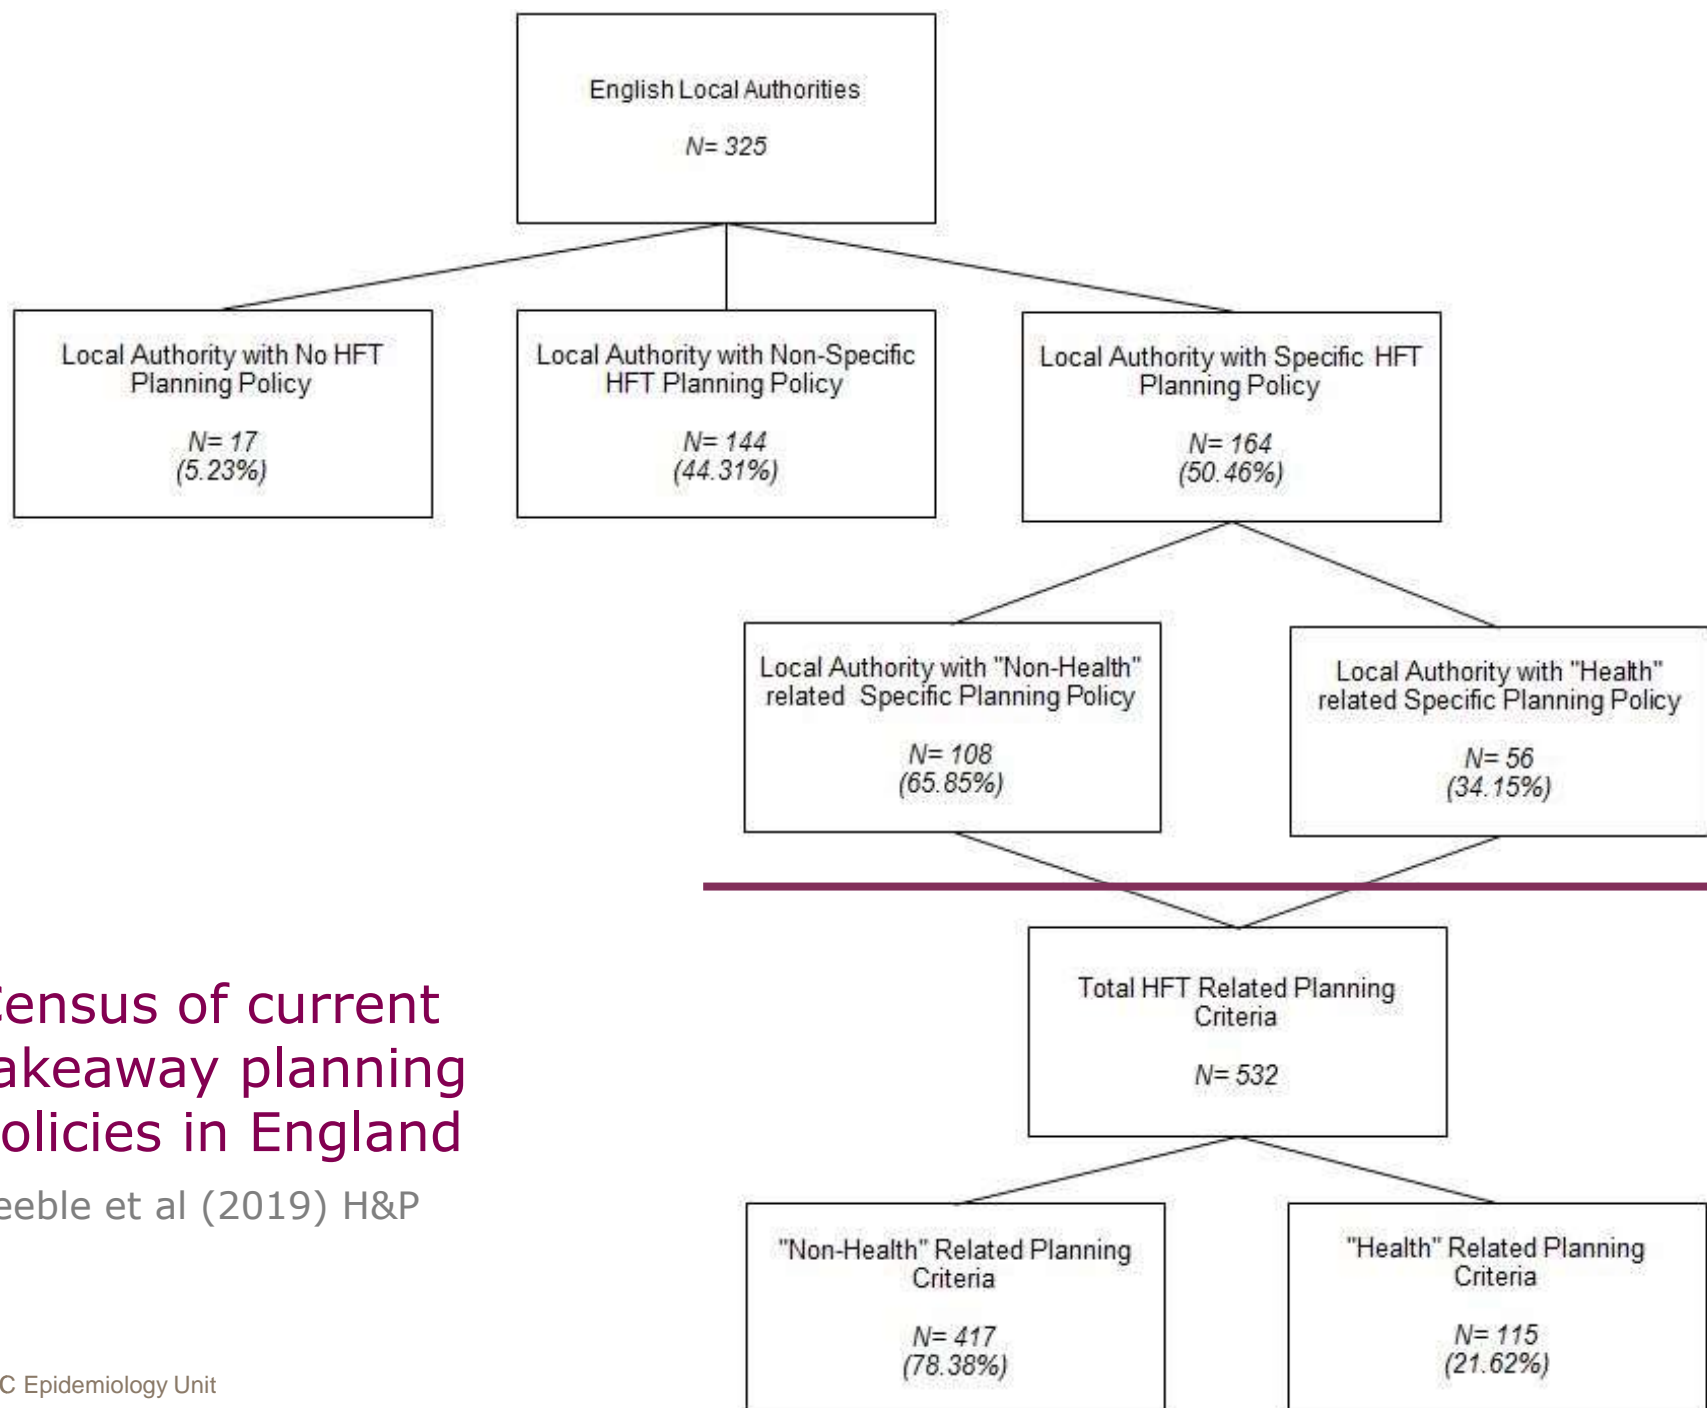 English Local Authorities
N= 325
Local Authority with No HFT
Planning Policy
N= 17
(5.23%)
Local Authority with Non-Specific
HFT Planning Policy
N= 144
(44.31%)
Local Authority with Specific HFT
Planning Policy
N= 164
(50.46%)
Local Authority with "Non-Health"
related Specific Planning Policy
N= 108
(65.85%)
Local Authority with "Health"
related Specific Planning Policy
N= 56
(34.15%)
Total HFT Related Planning
Criteria
N= 532
"Non-Health" Related Planning
Criteria
N= 417
(78.38%)
"Health" Related Planning
Criteria
N= 115
(21.62%)
Census of current
akeaway planning
olicies in England
eeble et al (2019) H&P
C Epidemiology Unit